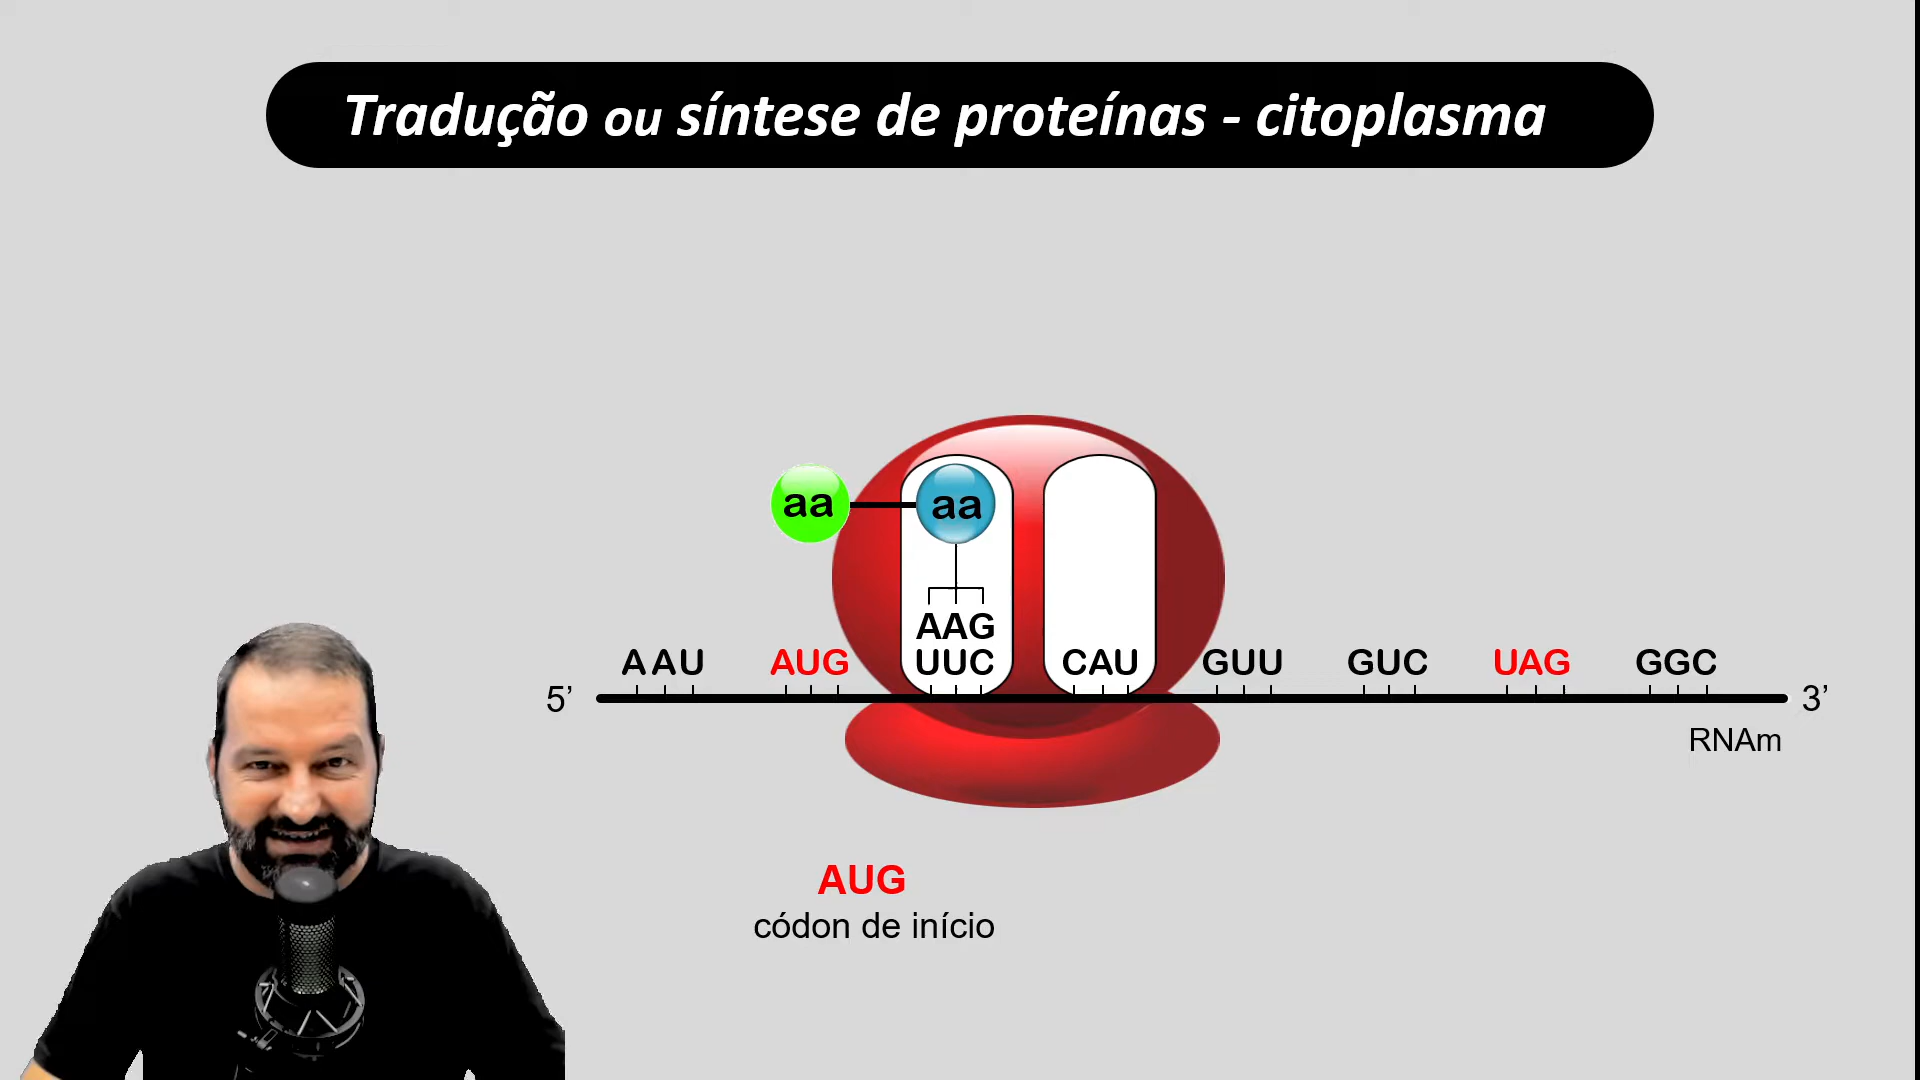 Tradução ou síntese de proteínas - citoplasma
aa aa
AAG
AAU AUG UUC CAU GUU GUC UAG GGC
5’ 3’
RNAm
AUG
códon de início